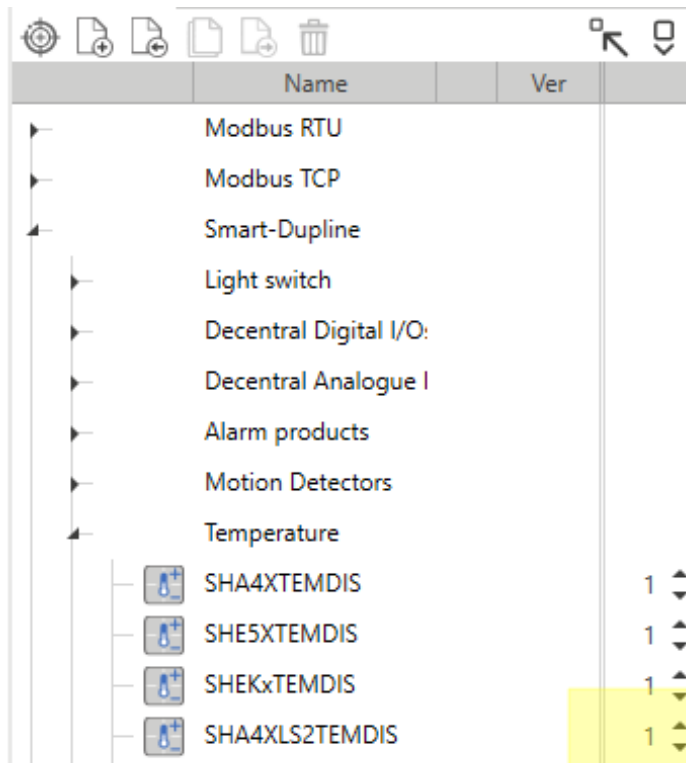 Name Ver
Modbus RTU
Modbus TCP
Smart-Dupline
Light switch
Decentral Digital I/O:
Decentral Analogue I
Alarm products
Motion Detectors
Temperature
SHA4XTEMDIS 1
SHE5XTEMDIS 1
SHEKxTEMDIS 1
SHA4XLS2TEMDIS 1